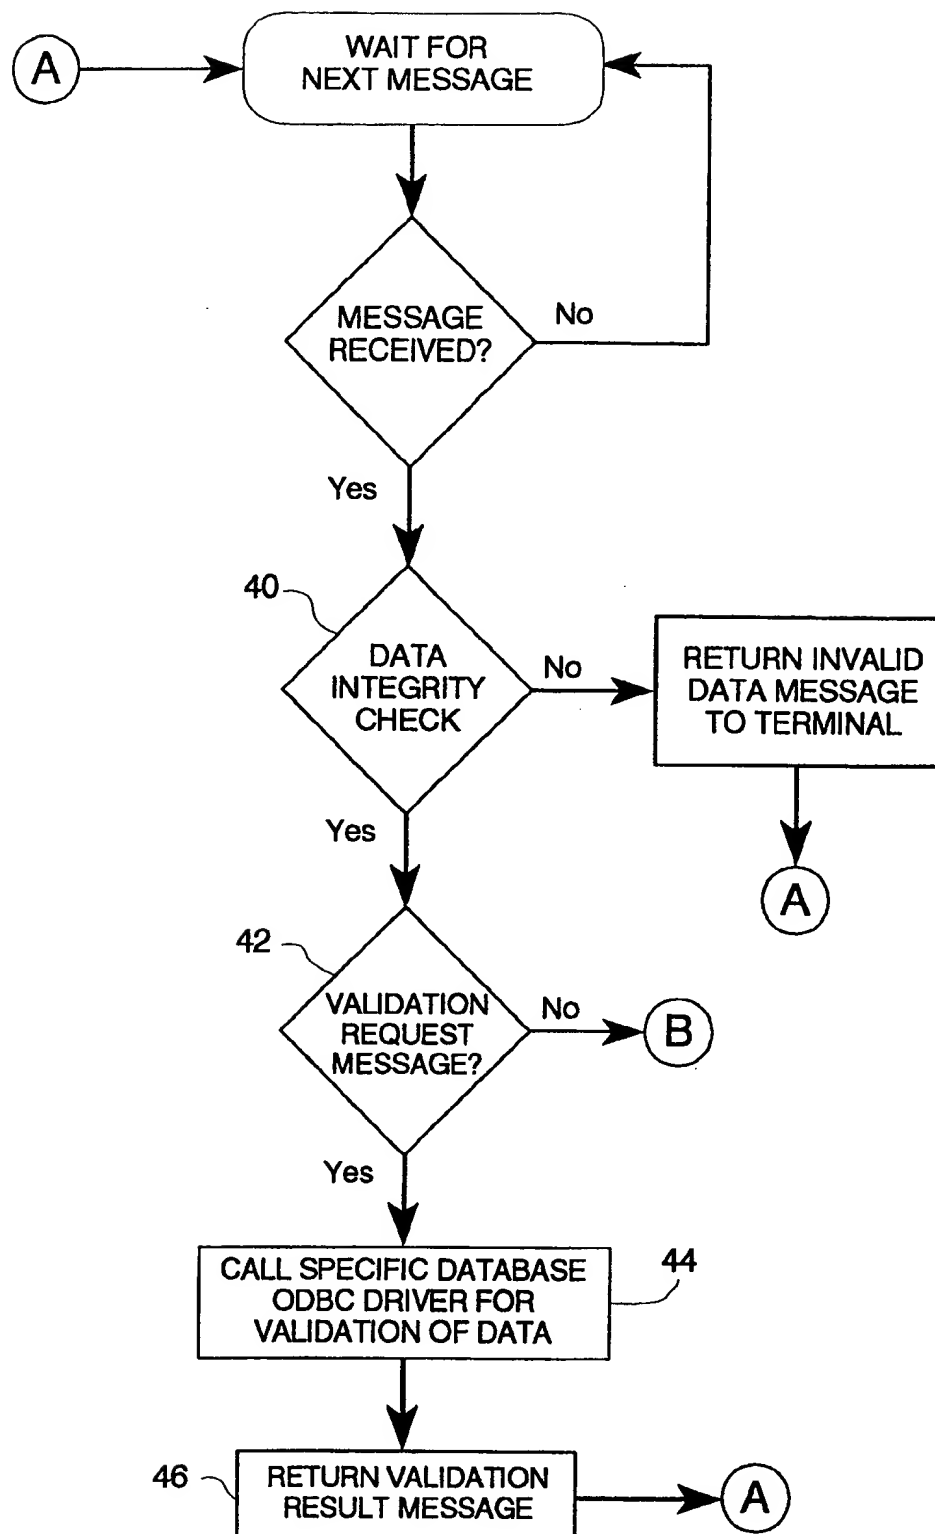 A
WAIT FOR
NEXT MESSAGE
MESSAGE
RECEIVED?
No
Yes
40
DATA
INTEGRITY
CHECK
No
RETURN INVALID
DATA MESSAGE
TO TERMINAL
Yes
A
42
VALIDATION
REQUEST
MESSAGE?
No
B
Yes
CALL SPECIFIC DATABASE
ODBC DRIVER FOR
VALIDATION OF DATA
44
46
RETURN VALIDATION
RESULT MESSAGE
A